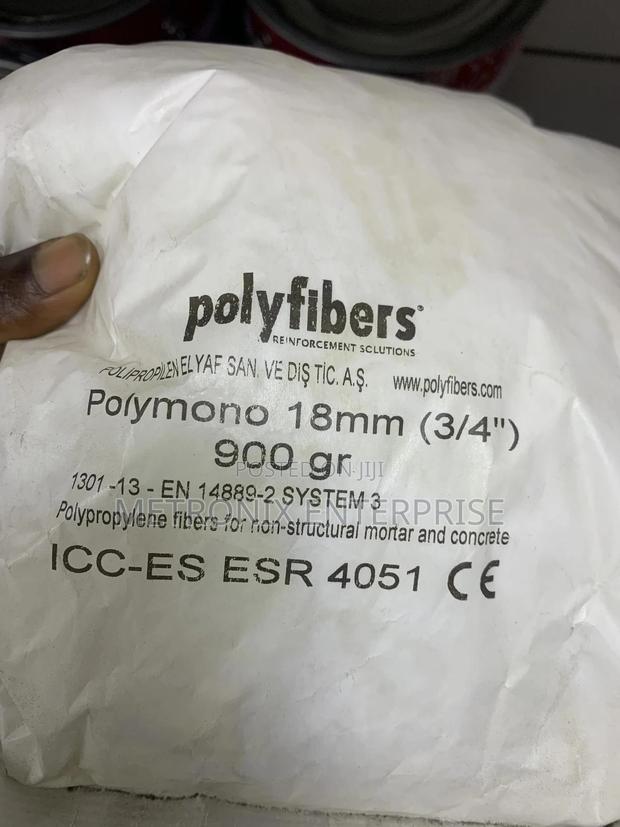 polyfibers®
REINFORCEMENT SOLUTIONS
POLIPROPILEN ELYAF SAN. VE DIŞ TİC. A.Ş. www.polyfibers.com
Polymono 18mm (3/4")
900 gr
POSTED ON JIJI
1301 -13 - EN 14889-2 SYSTEM 3
METRONIX ENTERPRISE
Polypropylene fibers for non-structural mortar and concrete
ICC-ES ESR 4051 CE